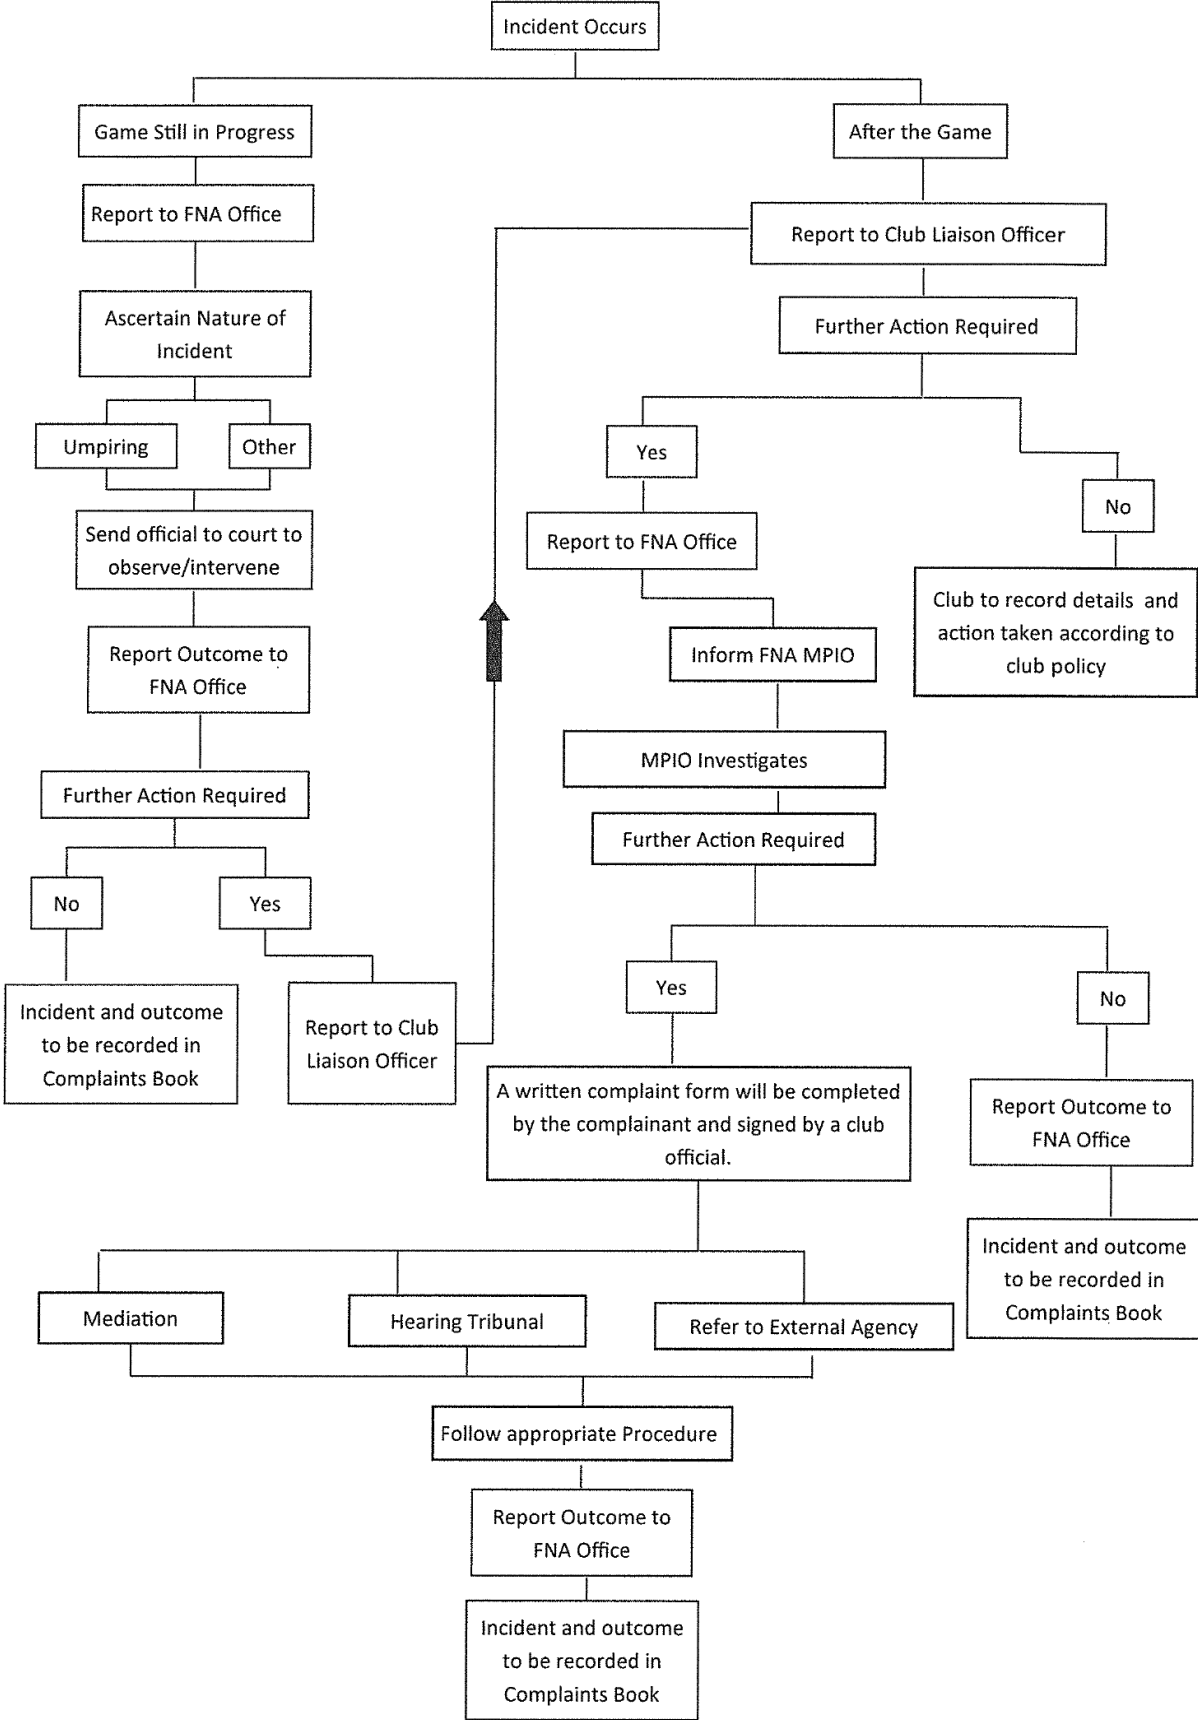 Incident Occurs
Game Still in Progress
After the Game
Report to FNA Office
Report to Club Liaison Officer
Ascertain Nature of
Incident
Further Action Required
Umpiring
Other
Yes
No
Send official to court to
observe/intervene
Report to FNA Office
Club to record details and
action taken according to
club policy
Report Outcome to
FNA Office
Inform FNA MPIO
MPIO Investigates
Further Action Required
Further Action Required
No
Yes
Yes
No
Incident and outcome
to be recorded in
Complaints Book
Report to Club
Liaison Officer
A written complaint form will be completed
by the complainant and signed by a club
official.
Report Outcome to
FNA Office
Incident and outcome
to be recorded in
Complaints Book
Mediation
Hearing Tribunal
Refer to External Agency
Follow appropriate Procedure
Report Outcome to
FNA Office
Incident and outcome
to be recorded in
Complaints Book